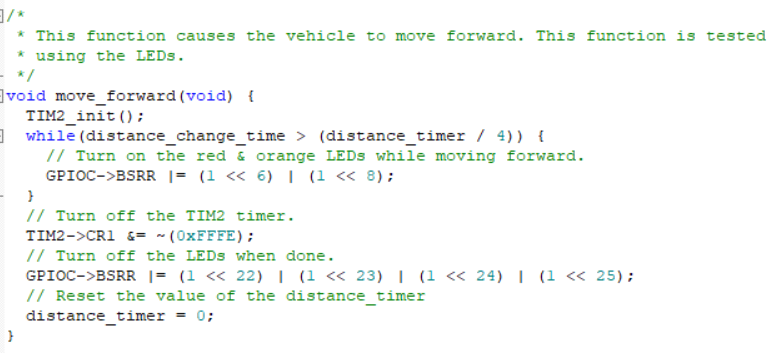 /*
 * This function causes the vehicle to move forward. This function is tested
 * using the LEDs.
 */
void move_forward(void) {
  TIM2_init();
  while(distance_change_time > (distance_timer / 4)) {
    // Turn on the red & orange LEDs while moving forward.
    GPIOC->BSRR |= (1 << 6) | (1 << 8);
  }
  // Turn off the TIM2 timer.
  TIM2->CR1 &= ~(0xFFFE);
  // Turn off the LEDs when done.
  GPIOC->BSRR |= (1 << 22) | (1 << 23) | (1 << 24) | (1 << 25);
  // Reset the value of the distance_timer
  distance_timer = 0;
}